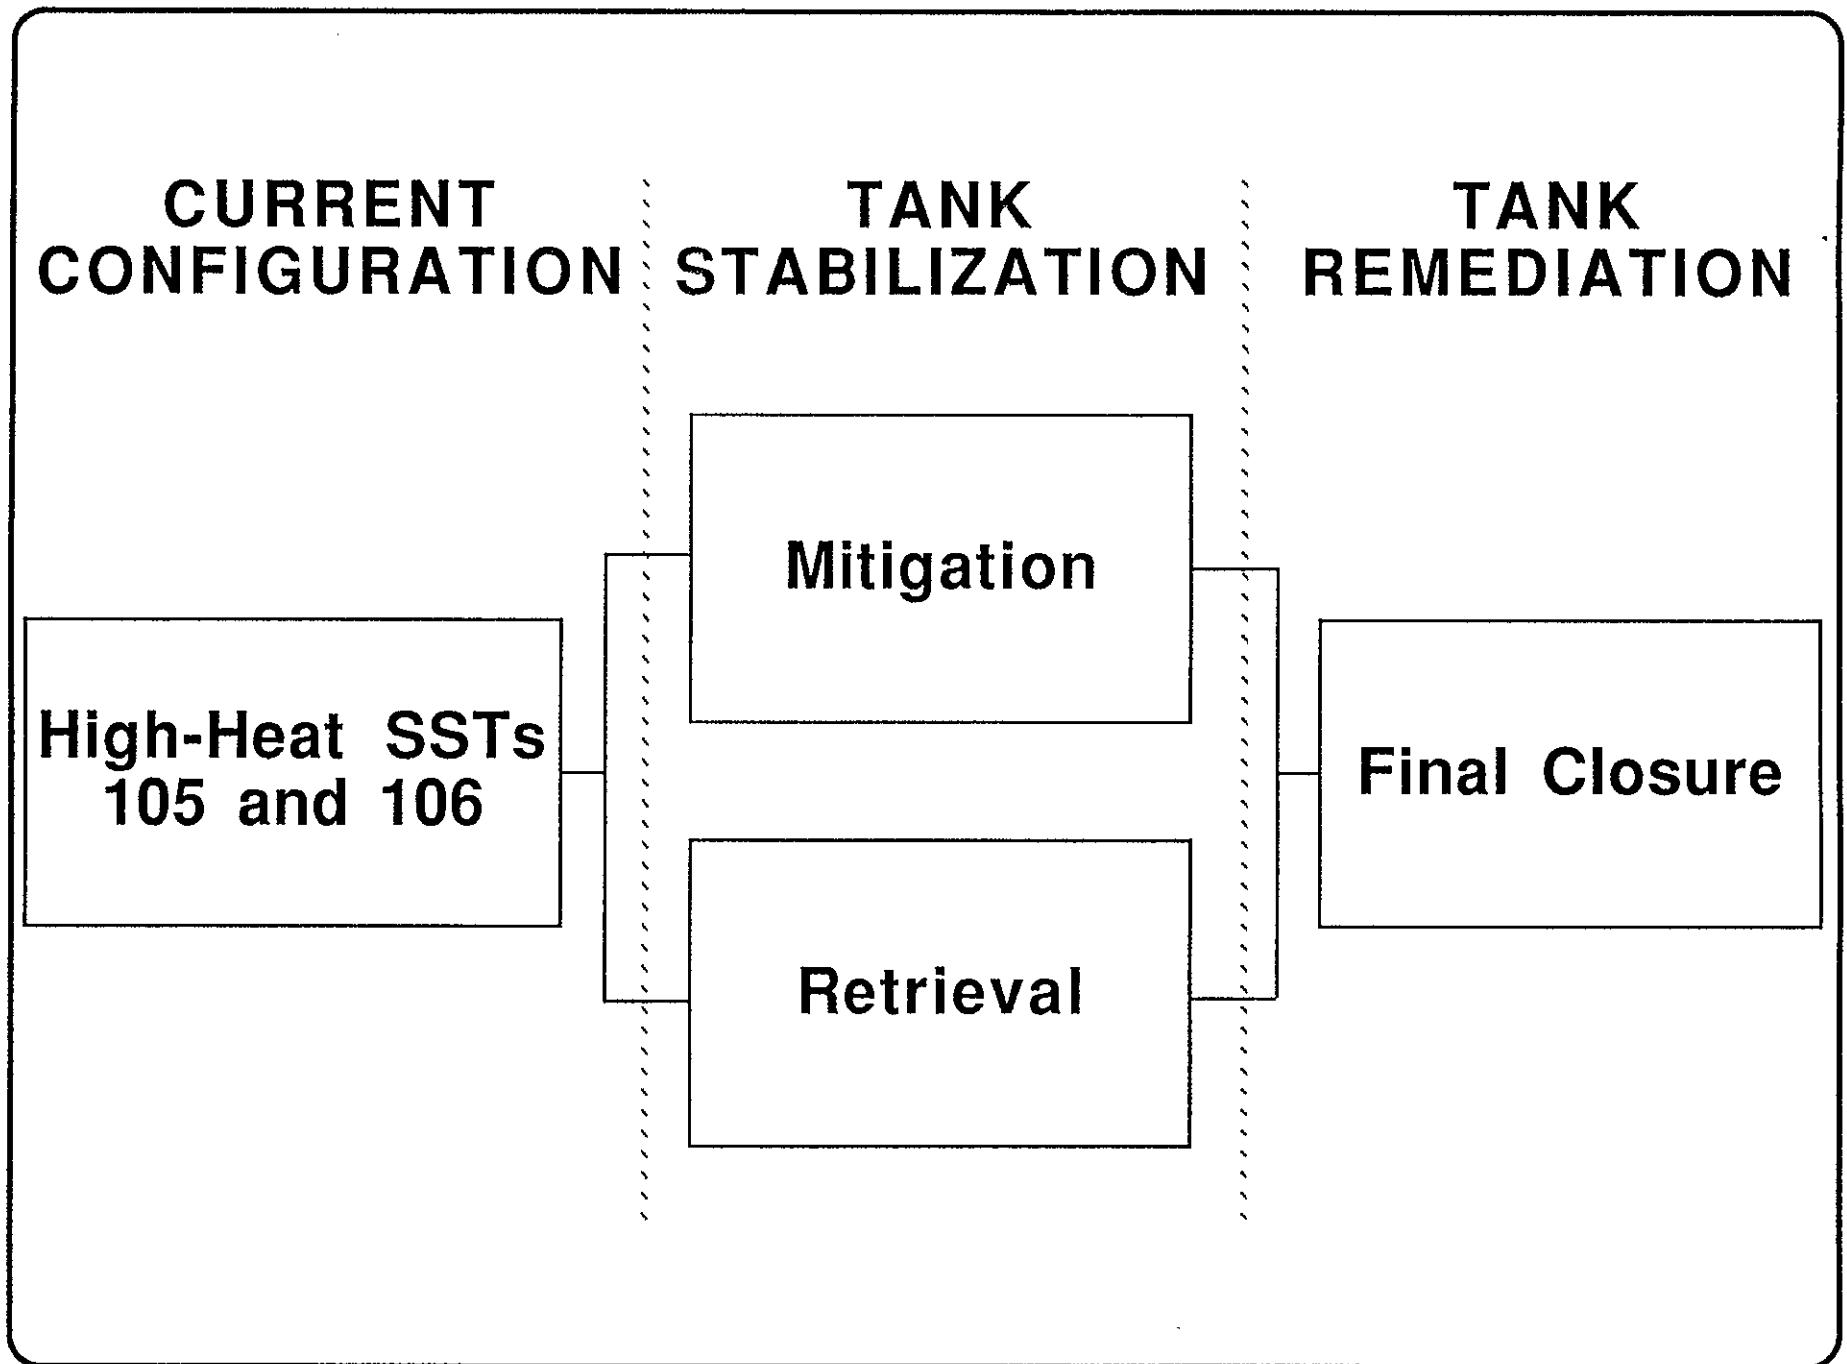 CURRENT
CONFIGURATION
TANK
STABILIZATION
TANK
REMEDIATION
High-Heat SSTs
105 and 106
Mitigation
Retrieval
Final Closure